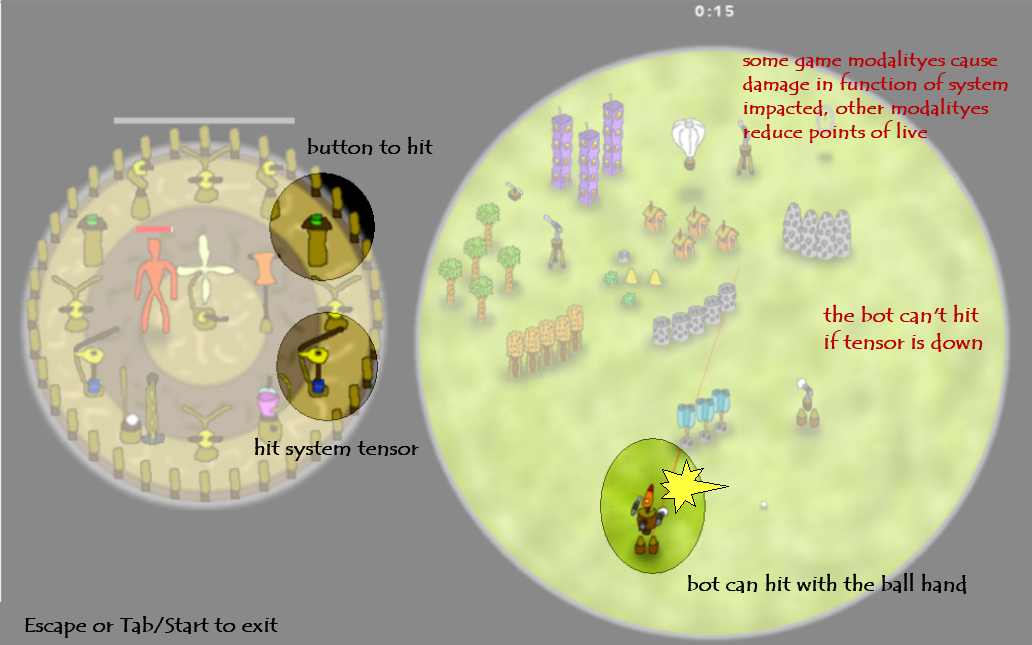 0:15
some game modalityes cause
damage in function of system
impacted, other modalityes
reduce points of live
button to hit
the bot can't hit
if tensor is down
hit system tensor
bot can hit with the ball hand
Escape or Tab/Start to exit